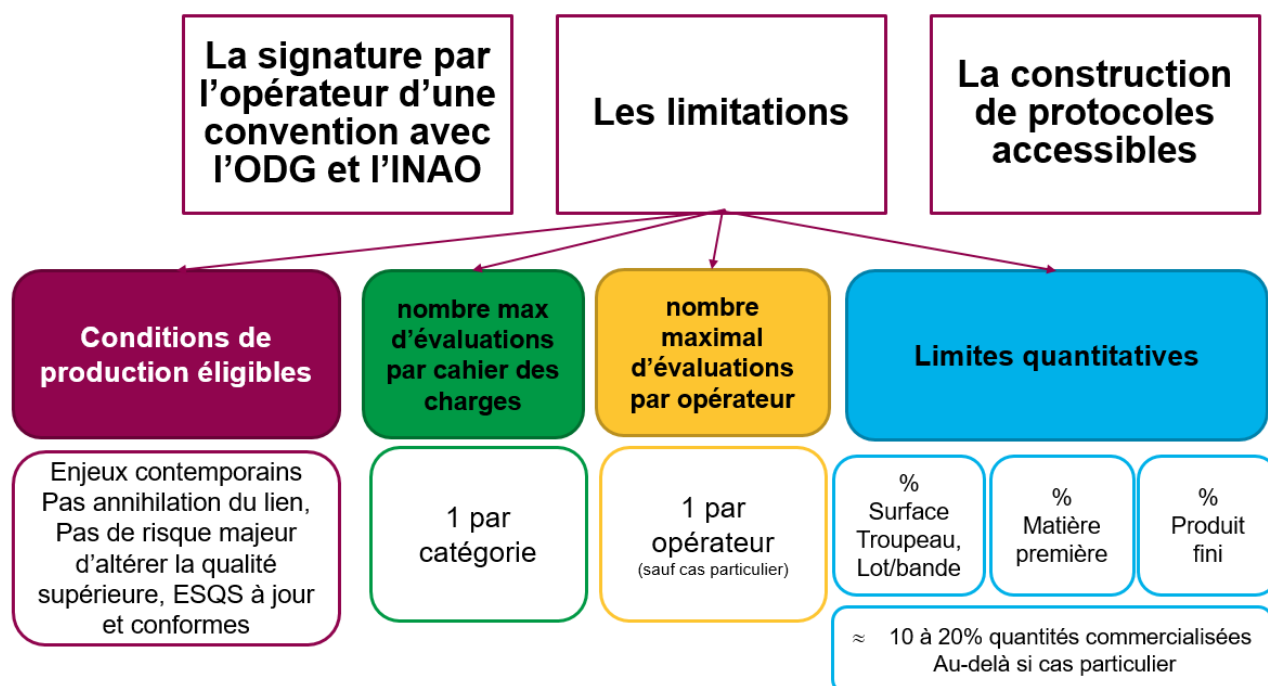 La signature par
l’opérateur d’une
convention avec
l’ODG et l’INAO
Les limitations
La construction
de protocoles
accessibles
Conditions de
production éligibles
nombre max
d’évaluations
par cahier des
charges
nombre
maximal
d’évaluations
par opérateur
Limites quantitatives
Enjeux contemporains
Pas annihilation du lien,
Pas de risque majeur
d’altérer la qualité
supérieure, ESQS à jour
et conformes
1 par
catégorie
1 par
opérateur
(sauf cas particulier)
%
Surface
Troupeau,
Lot/bande
%
Matière
première
%
Produit
fini
≈ 10 à 20% quantités commercialisées
Au-delà si cas particulier